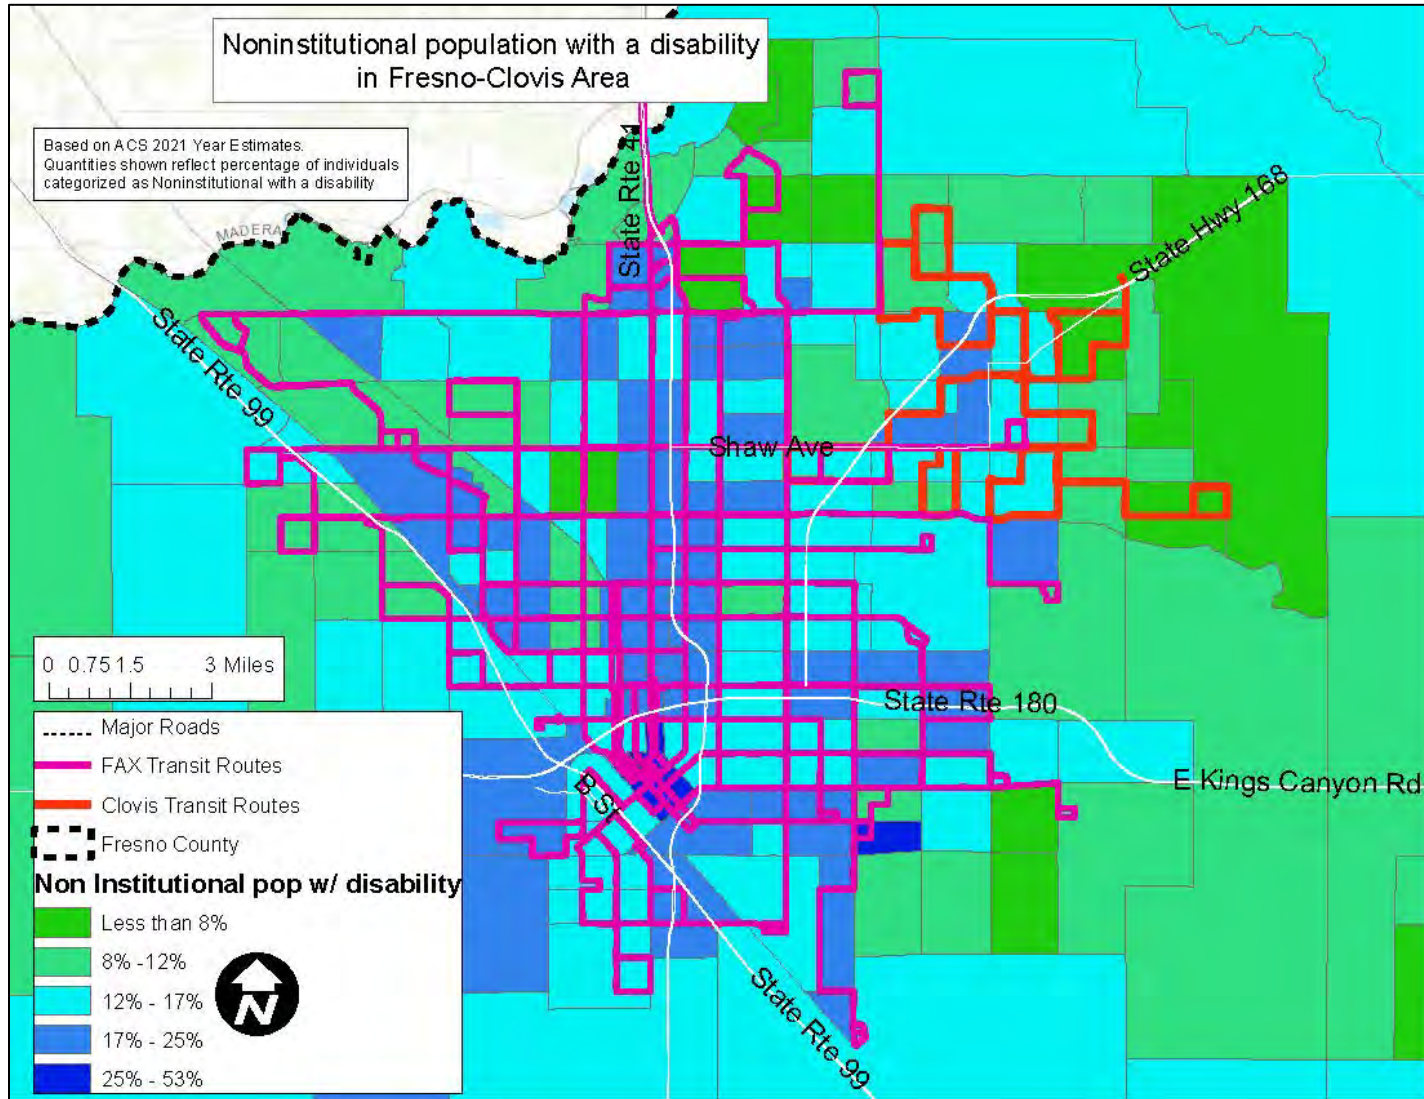 Noninstitutional population with a disability
in Fresno-Clovis Area
Based on ACS 2021 Year Estimates.
Quantities shown reflect percentage of individuals
categorized as Noninstitutional with a disability
MADERA
State Rte 41
State Hwy 168
State Rte 99
Shaw Ave
State Rte 180
E Kings Canyon Rd
B St
State Rte 99
0 0.75 1.5 3 Miles
Major Roads
FAX Transit Routes
Clovis Transit Routes
Fresno County
Non Institutional pop w/ disability
Less than 8%
8% -12%
12% - 17%
17% - 25%
25% - 53%
N